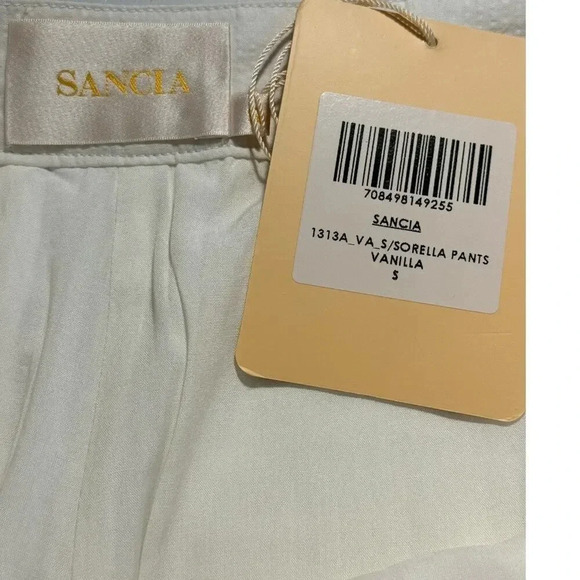 SANCIA
708498149255
SANCIA
1313A_VA_S/SORELLA PANTS
VANILLA
S